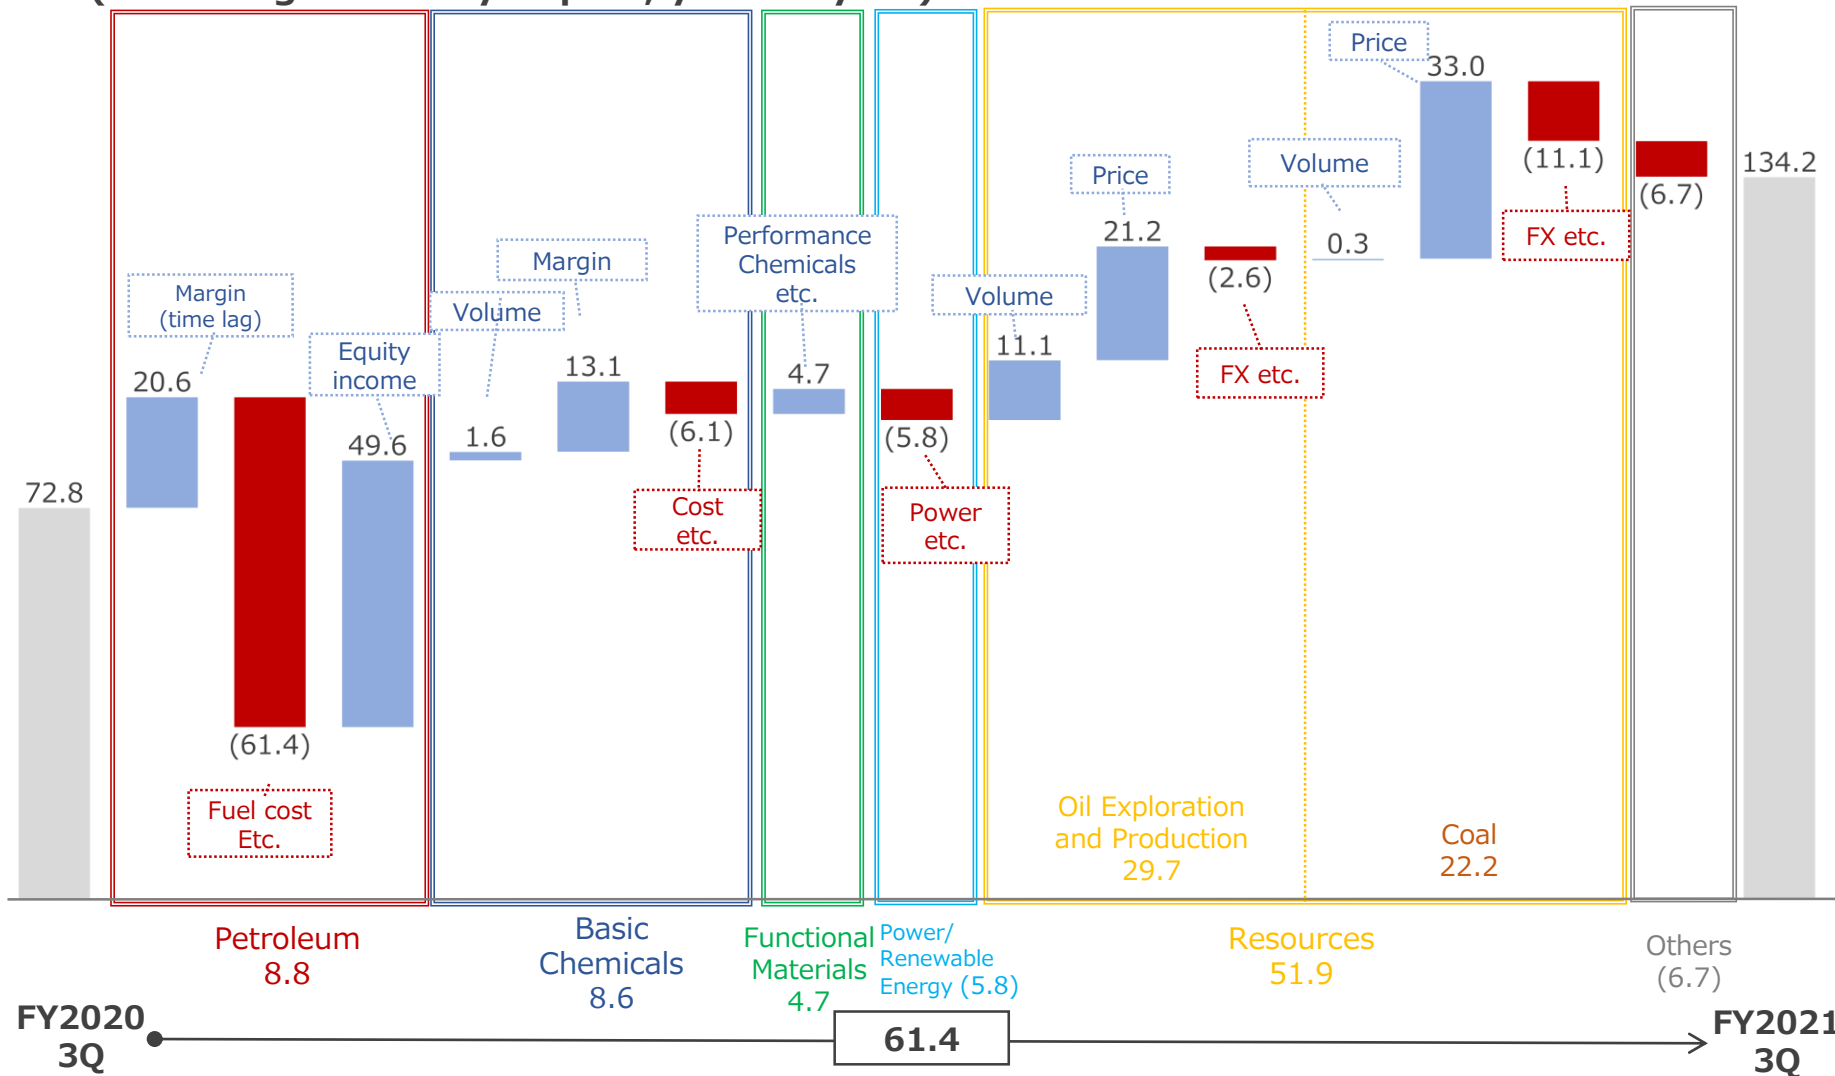 72.8
Margin
(time lag)
20.6
(61.4)
Fuel cost
Etc.
Equity
income
49.6
Volume
1.6
Margin
13.1
(6.1)
Cost
etc.
Performance
Chemicals
etc.
4.7
(5.8)
Power
etc.
Volume
11.1
Price
21.2
(2.6)
FX etc.
Volume
0.3
Price
33.0
(11.1)
FX etc.
(6.7)
134.2
Oil Exploration
and Production
29.7
Coal
22.2
Petroleum
8.8
Basic
Chemicals
8.6
Functional
Materials
4.7
Power/
Renewable
Energy (5.8)
Resources
51.9
Others
(6.7)
FY2020
3Q
61.4
FY2021
3Q